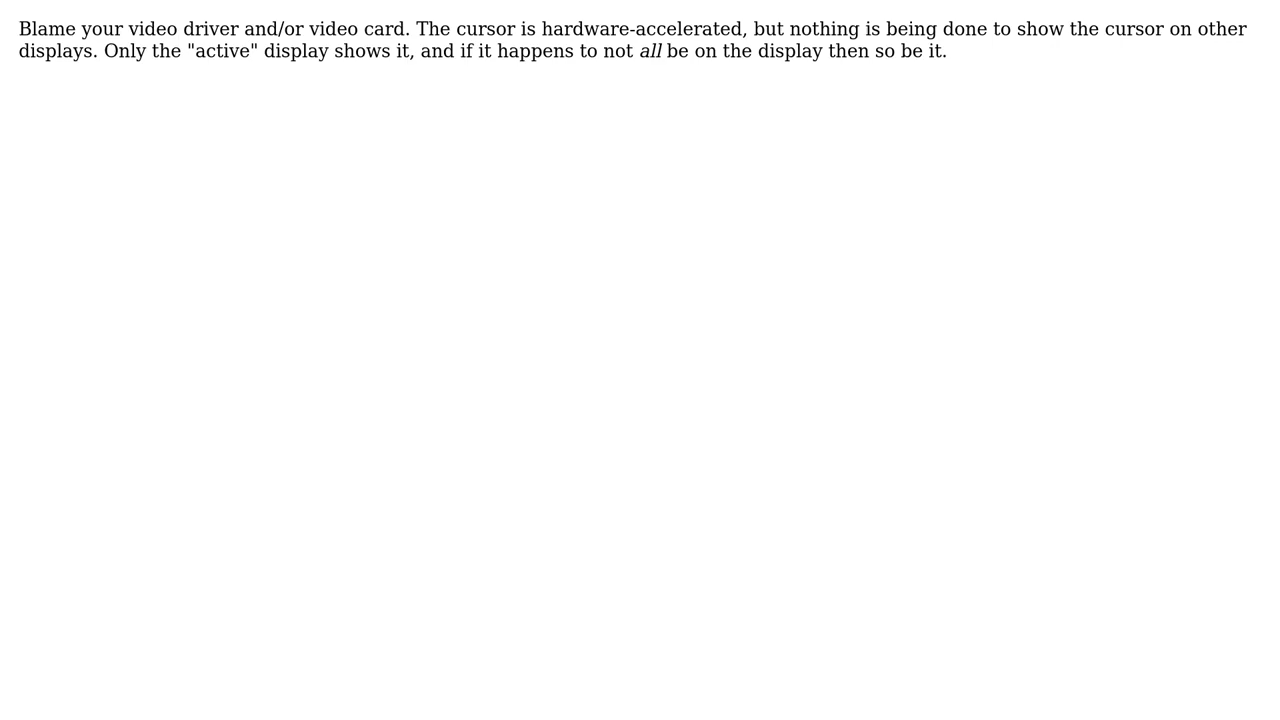 Blame your video driver and/or video card. The cursor is hardware-accelerated, but nothing is being done to show the cursor on other
displays. Only the "active" display shows it, and if it happens to not all be on the display then so be it.